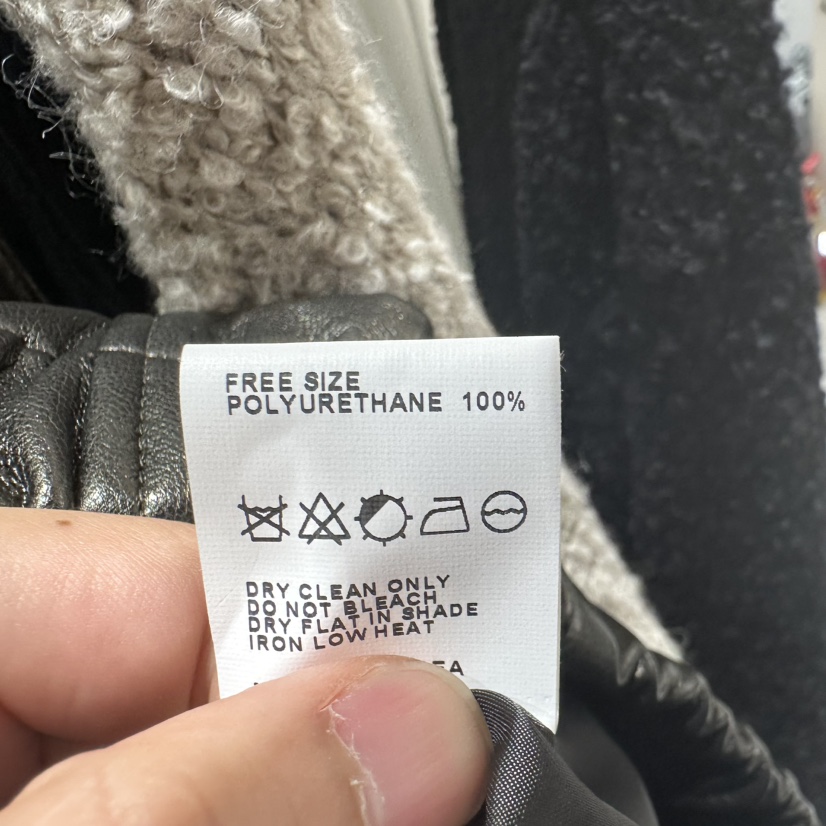 FREE SIZE
POLYURETHANE 100%
DRY CLEAN ONLY
DO NOT BLEACH
DRY FLAT IN SHADE
IRON LOW HEAT